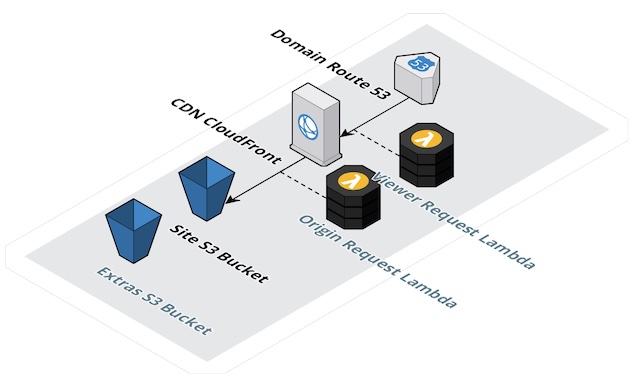 Domain Route 53
53
CDN CloudFront
Viewer Request Lambda
λ
Origin Request Lambda
λ
Site S3 Bucket
Extras S3 Bucket